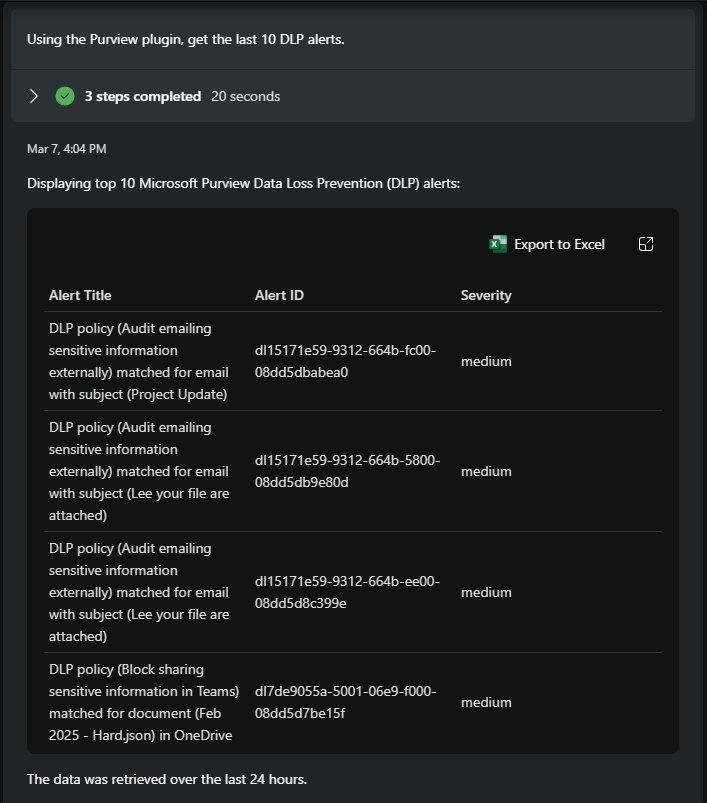 Using the Purview plugin, get the last 10 DLP alerts.
3 steps completed 20 seconds
Mar 7, 4:04 PM
Displaying top 10 Microsoft Purview Data Loss Prevention (DLP) alerts:
Export to Excel
Alert Title Alert ID Severity
DLP policy (Audit emailing
sensitive information
externally) matched for email
with subject (Project Update)
dl15171e59-9312-664b-fc00-
08dd5dbabea0
medium
DLP policy (Audit emailing
sensitive information
externally) matched for email
with subject (Lee your file are
attached)
dl15171e59-9312-664b-5800-
08dd5db9e80d
medium
DLP policy (Audit emailing
sensitive information
externally) matched for email
with subject (Lee your file are
attached)
dl15171e59-9312-664b-ee00-
08dd5d8c399e
medium
DLP policy (Block sharing
sensitive information in Teams)
matched for document (Feb
2025 - Hard.json) in OneDrive
dl7de9055a-5001-06e9-f000-
08dd5d7be15f
medium
The data was retrieved over the last 24 hours.